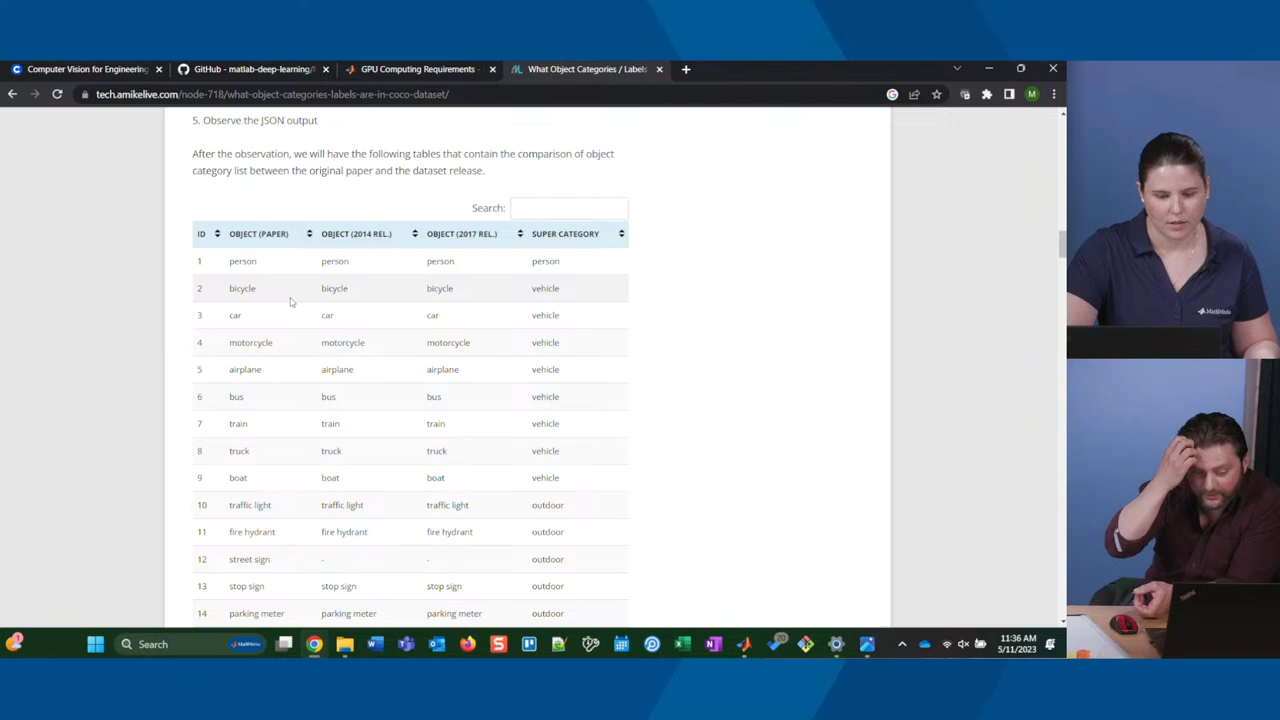 Computer Vision for Engineering
GitHub - matlab-deep-learning/
GPU Computing Requirements -
What Object Categories / Labels
tech.amikelive.com/node-718/what-object-categories-labels-are-in-coco-dataset/
M
5. Observe the JSON output
After the observation, we will have the following tables that contain the comparison of object
category list between the original paper and the dataset release.
Search:
ID OBJECT (PAPER) OBJECT (2014 REL.) OBJECT (2017 REL.) SUPER CATEGORY
1 person person person person
2 bicycle bicycle bicycle vehicle
3 car car car vehicle
4 motorcycle motorcycle motorcycle vehicle
5 airplane airplane airplane vehicle
6 bus bus bus vehicle
7 train train train vehicle
8 truck truck truck vehicle
9 boat boat boat vehicle
10 traffic light traffic light traffic light outdoor
11 fire hydrant fire hydrant fire hydrant outdoor
12 street sign - - outdoor
13 stop sign stop sign stop sign outdoor
14 parking meter parking meter parking meter outdoor
MathWorks
Search
20
11:36 AM
5/11/2023